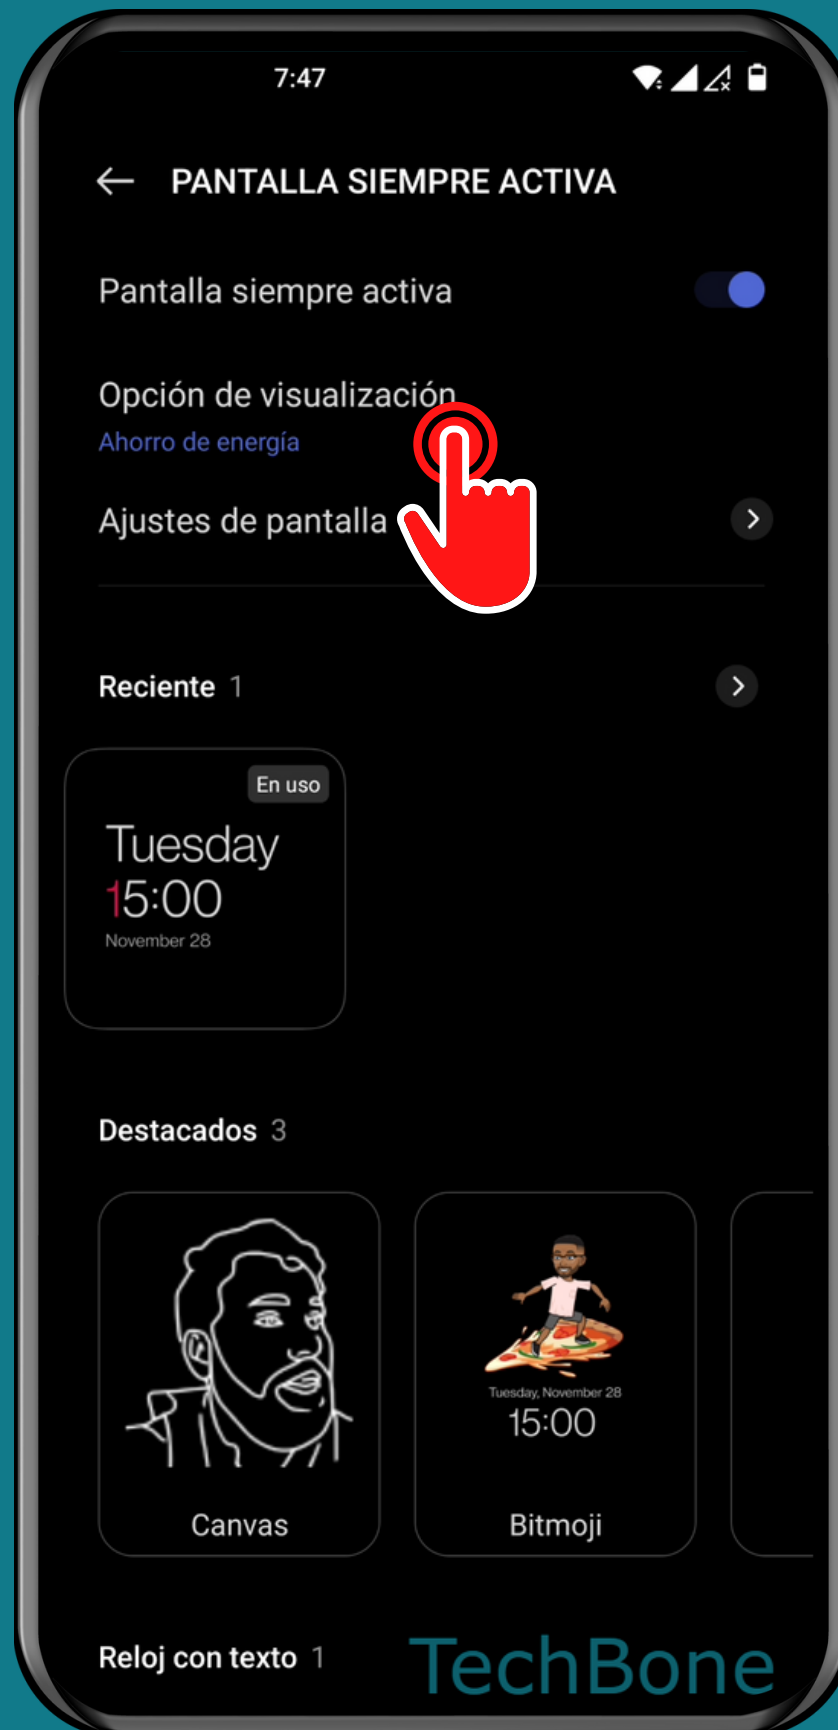 7:47
PANTALLA SIEMPRE ACTIVA
Pantalla siempre activa
Opción de visualización
Ahorro de energía
Ajustes de pantalla
Reciente 1
En uso
Tuesday
15:00
November 28
Destacados 3
Tuesday, November 28
15:00
Canvas
Bitmoji
Reloj con texto 1
TechBone